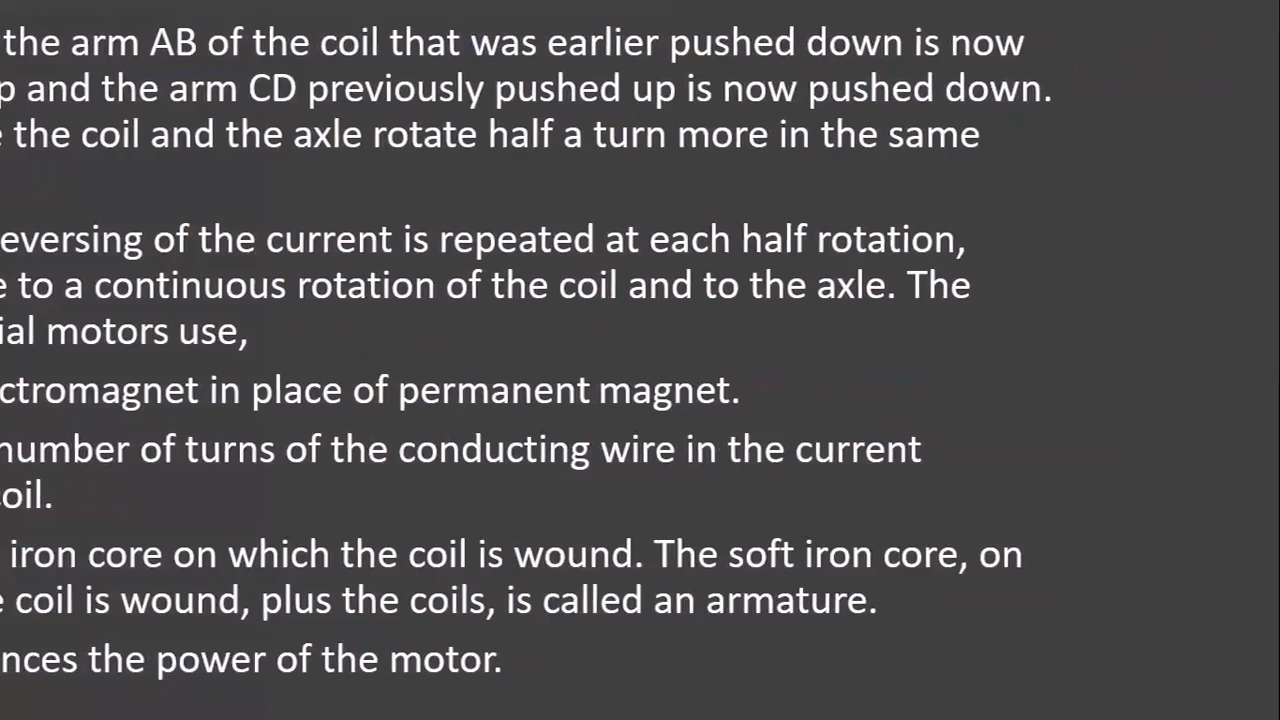 the arm AB of the coil that was earlier pushed down is now
p and the arm CD previously pushed up is now pushed down.
e the coil and the axle rotate half a turn more in the same
eversing of the current is repeated at each half rotation,
e to a continuous rotation of the coil and to the axle. The
ial motors use,
ctromagnet in place of permanent magnet.
number of turns of the conducting wire in the current
oil.
iron core on which the coil is wound. The soft iron core, on
e coil is wound, plus the coils, is called an armature.
nces the power of the motor.